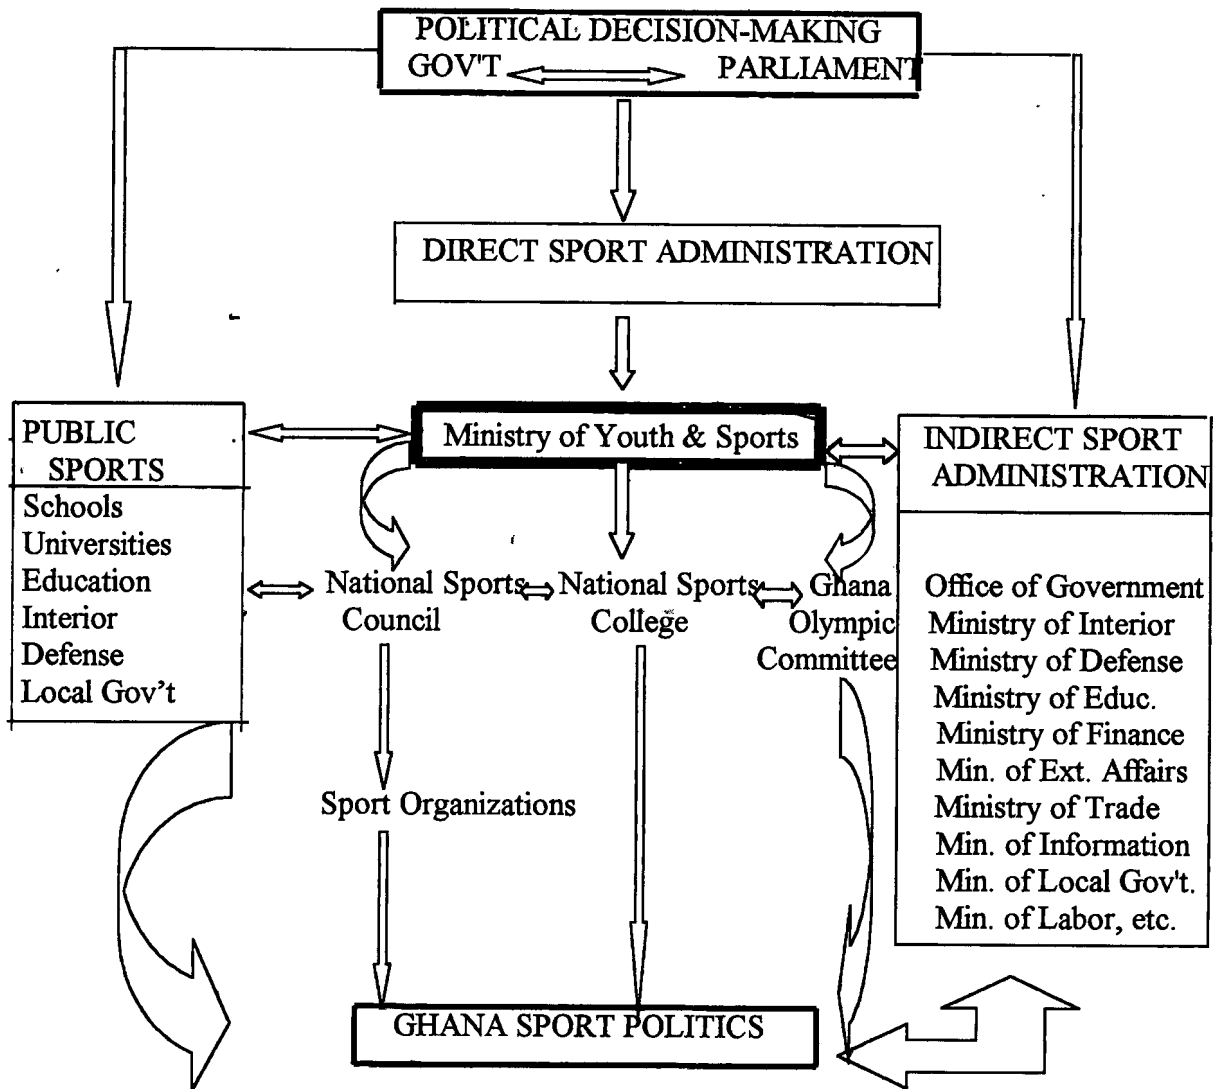 POLITICAL DECISION-MAKING
GOV'T PARLIAMENT
DIRECT SPORT ADMINISTRATION
PUBLIC
SPORTS
Schools
Universities
Education
Interior
Defense
Local Gov't
Ministry of Youth & Sports
INDIRECT SPORT
ADMINISTRATION
Office of Government
Ministry of Interior
Ministry of Defense
Ministry of Educ.
Ministry of Finance
Min. of Ext. Affairs
Ministry of Trade
Min. of Information
Min. of Local Gov't.
Min. of Labor, etc.
National Sports
Council
National Sports
College
Ghana
Olympic
Committee
Sport Organizations
GHANA SPORT POLITICS